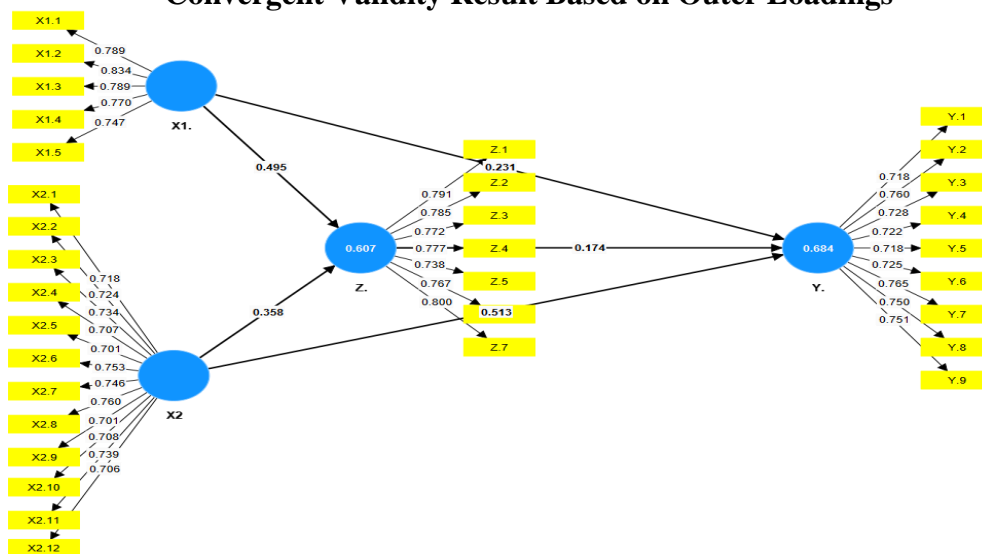 Convergent Validity Result Based on Outer Loadings
X1.1
X1.2
X1.3
X1.4
X1.5
0.789
0.834
0.789
0.770
0.747
X1.
0.495
0.231
X2.1
X2.2
X2.3
X2.4
X2.5
X2.6
X2.7
X2.8
X2.9
X2.10
X2.11
X2.12
0.718
0.724
0.734
0.707
0.701
0.753
0.746
0.760
0.701
0.708
0.739
0.706
X2
0.358
0.513
0.607
Z.
0.791
0.785
0.772
0.777
0.738
0.767
0.800
Z.1
Z.2
Z.3
Z.4
Z.5
Z.7
0.174
0.684
Y.
0.718
0.760
0.728
0.722
0.718
0.725
0.765
0.750
0.751
Y.1
Y.2
Y.3
Y.4
Y.5
Y.6
Y.7
Y.8
Y.9